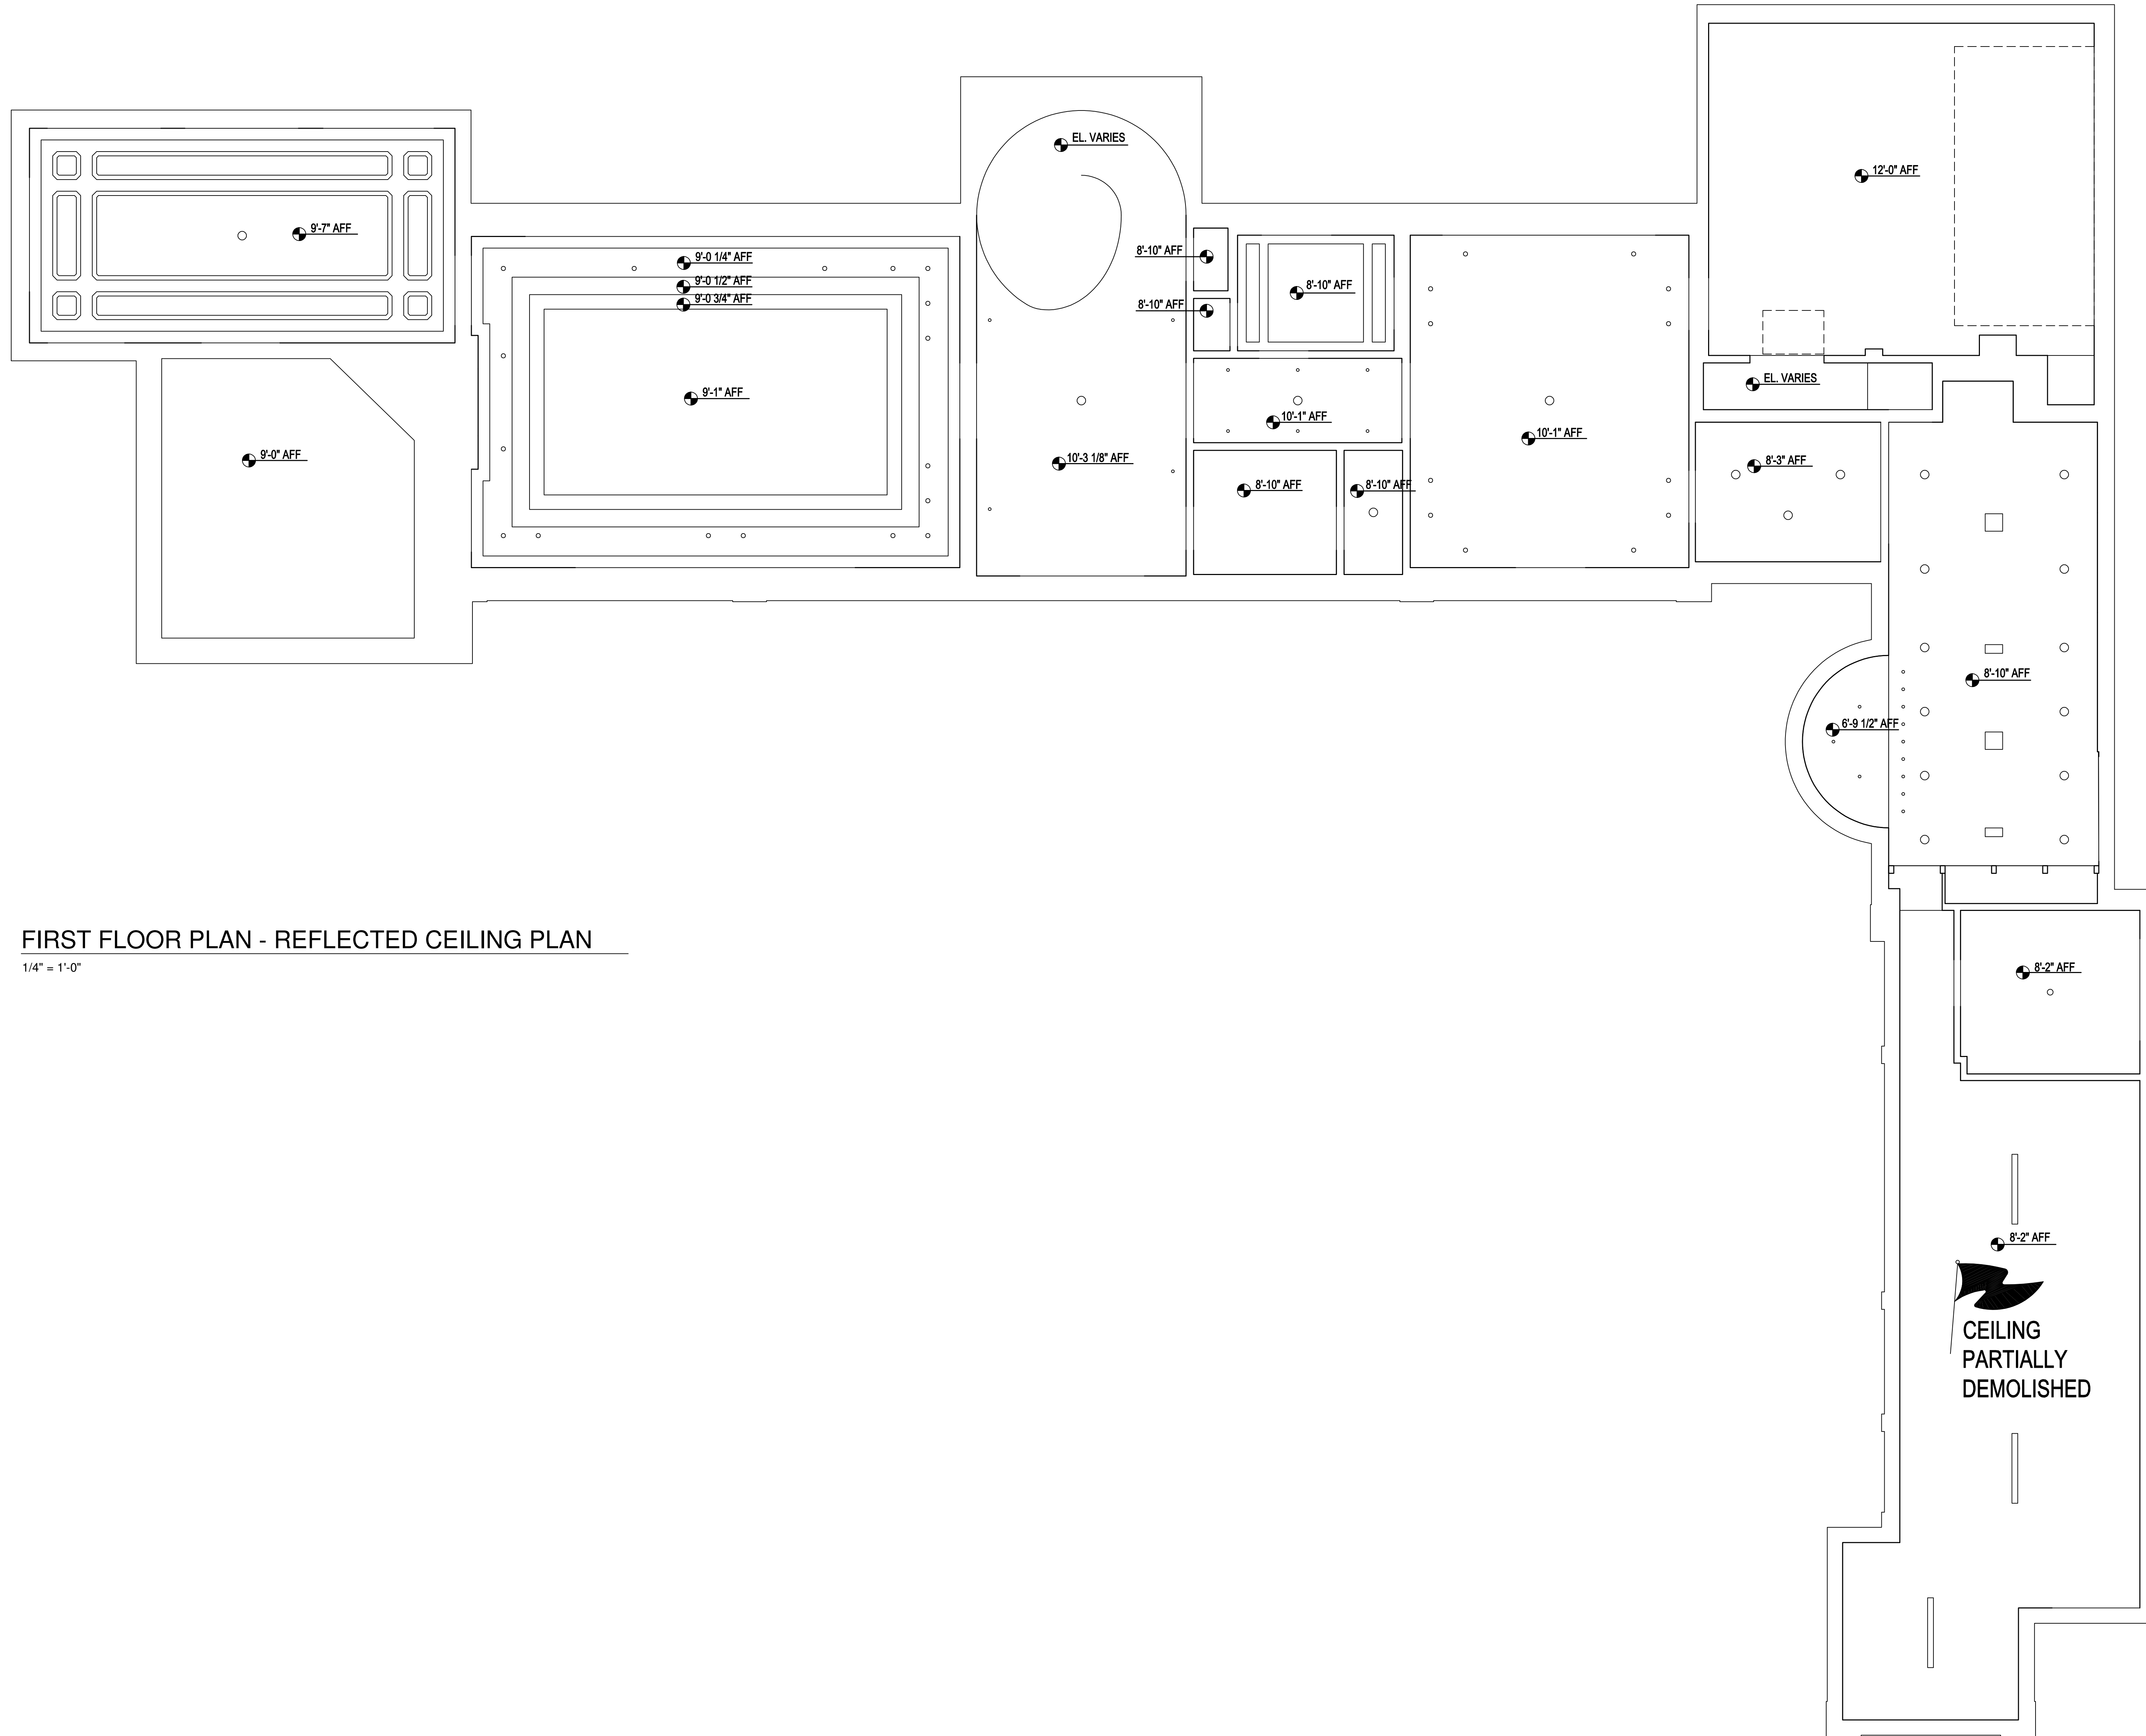 EL. VARIES
12'-0" AFF
9'-7" AFF
8'-10" AFF
9'-0 1/4" AFF
9'-0 1/2" AFF
8'-10" AFF
9'-0 3/4" AFF
8'-10" AFF
EL. VARIES
9'-1" AFF
10'-1" AFF
10'-1" AFF
9'-0" AFF
10'-3 1/8" AFF
8'-3" AFF
8'-10" AFF
8'-10" AFF
8'-10" AFF
6'-9 1/2" AFF
FIRST FLOOR PLAN - REFLECTED CEILING PLAN
1/4" = 1'-0"
8'-2" AFF
8'-2" AFF
CEILING
PARTIALLY
DEMOLISHED